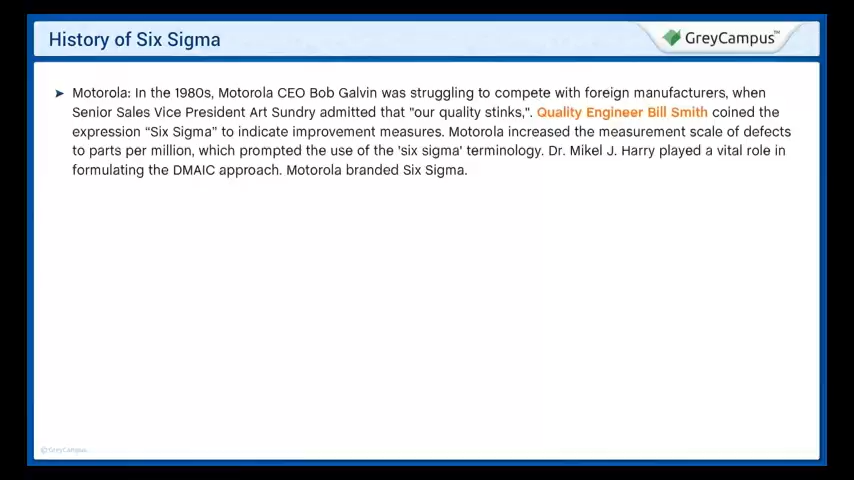 History of Six Sigma
GreyCampus™
➤ Motorola: In the 1980s, Motorola CEO Bob Galvin was struggling to compete with foreign manufacturers, when
Senior Sales Vice President Art Sundry admitted that "our quality stinks,". Quality Engineer Bill Smith coined the
expression “Six Sigma” to indicate improvement measures. Motorola increased the measurement scale of defects
to parts per million, which prompted the use of the 'six sigma' terminology. Dr. Mikel J. Harry played a vital role in
formulating the DMAIC approach. Motorola branded Six Sigma.
©GreyCampus